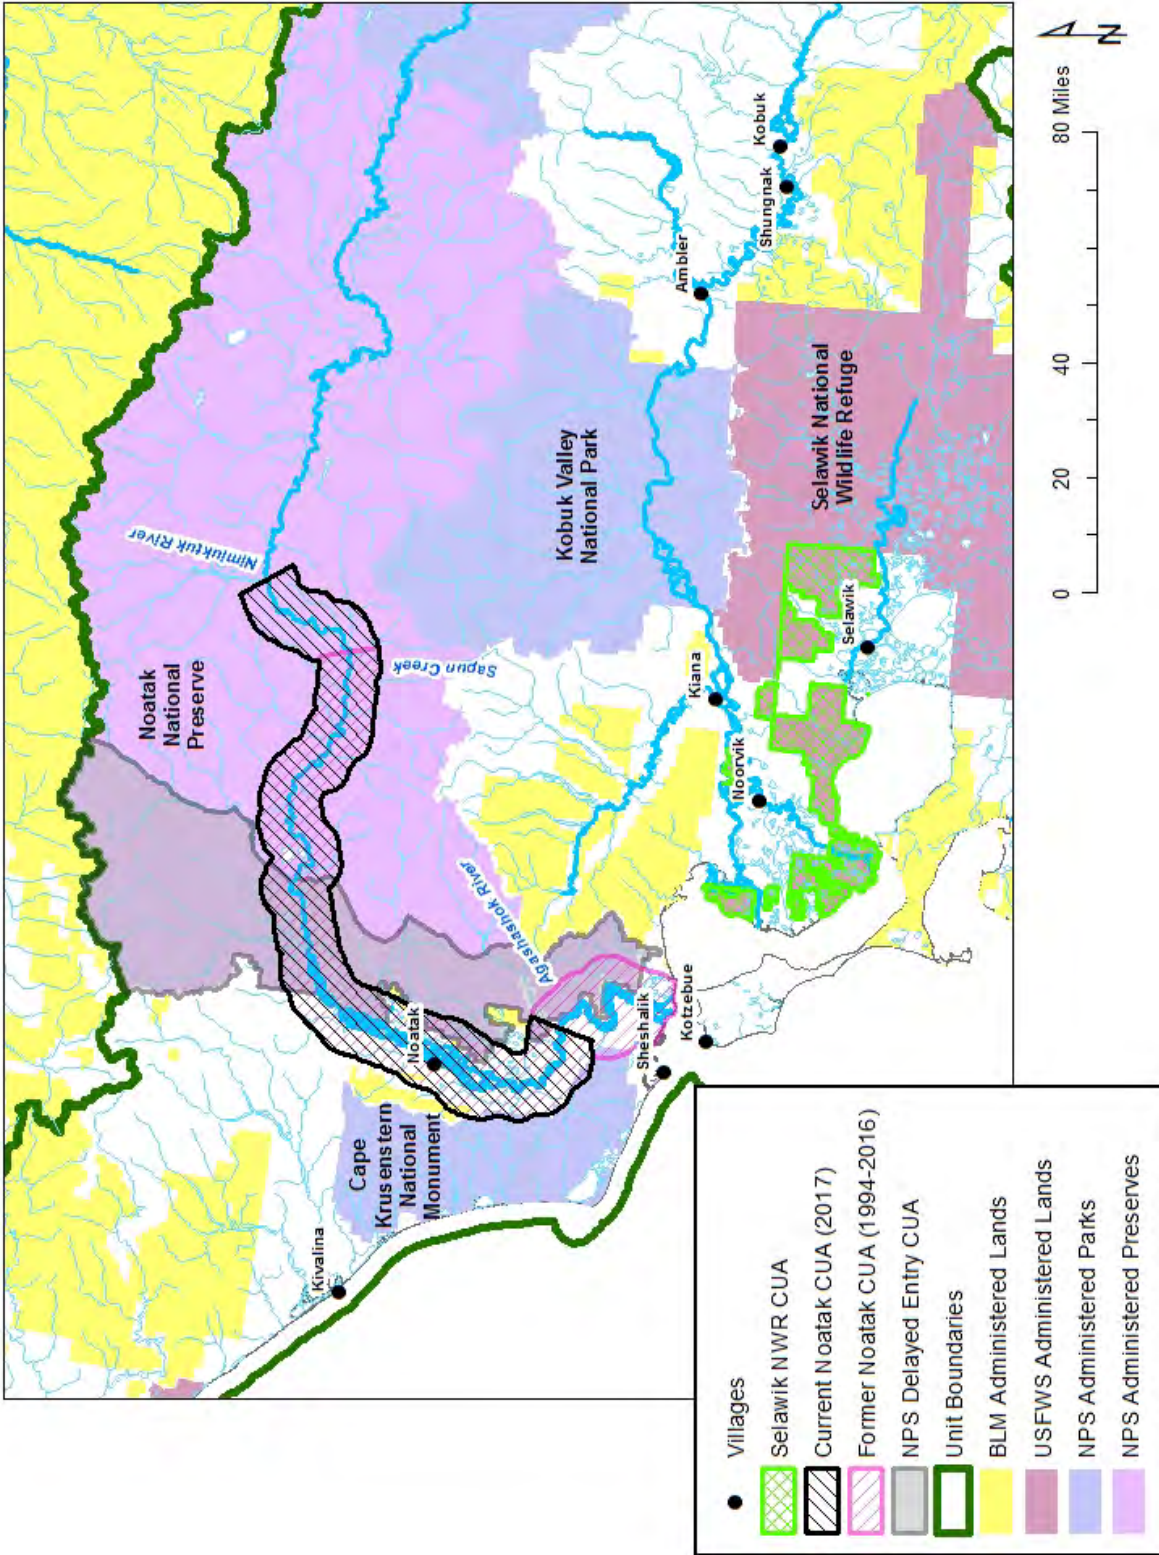 Kivalina
Cape
Krusenstern
National
Monument
Noatak
Noatak
National
Preserve
Nimiuktuk River
Sapun Creek
Agashashok River
Sheshalik
Kotzebue
Noorvik
Kiana
Selawik
Kobuk Valley
National Park
Selawik National
Wildlife Refuge
Ambler
Shungnak
Kobuk
Villages
Selawik NWR CUA
Current Noatak CUA (2017)
Former Noatak CUA (1994-2016)
NPS Delayed Entry CUA
Unit Boundaries
BLM Administered Lands
USFWS Administered Lands
NPS Administered Parks
NPS Administered Preserves
0 20 40 80 Miles
N